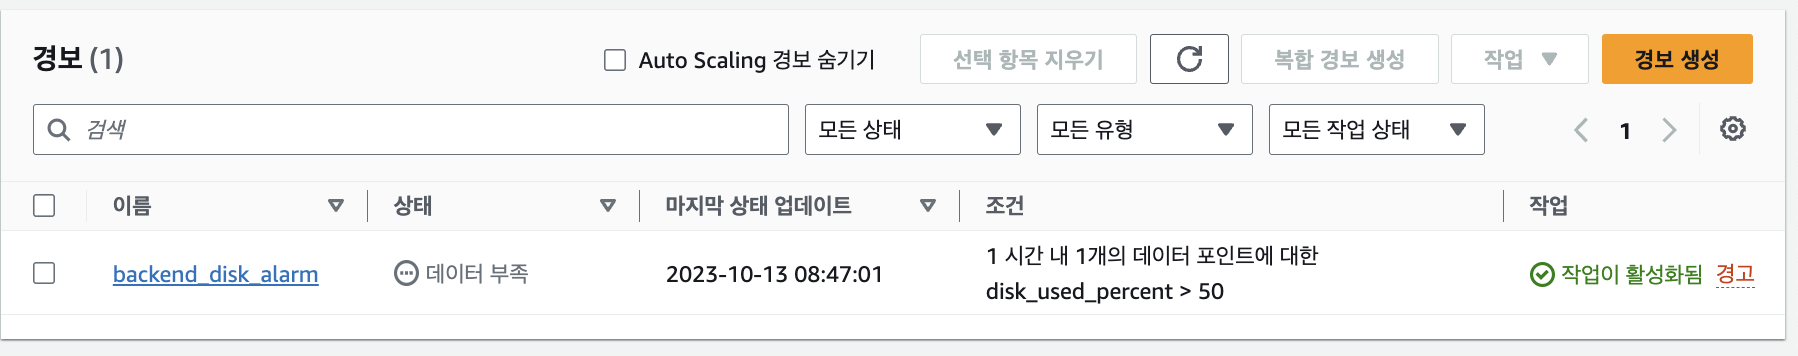 경보 (1)
Auto Scaling 경보 숨기기
선택 항목 지우기
복합 경보 생성
작업
경보 생성
검색
모든 상태
모든 유형
모든 작업 상태
1
이름
상태
마지막 상태 업데이트
조건
작업
backend_disk_alarm
데이터 부족
2023-10-13 08:47:01
1 시간 내 1개의 데이터 포인트에 대한
disk_used_percent > 50
작업이 활성화됨 경고